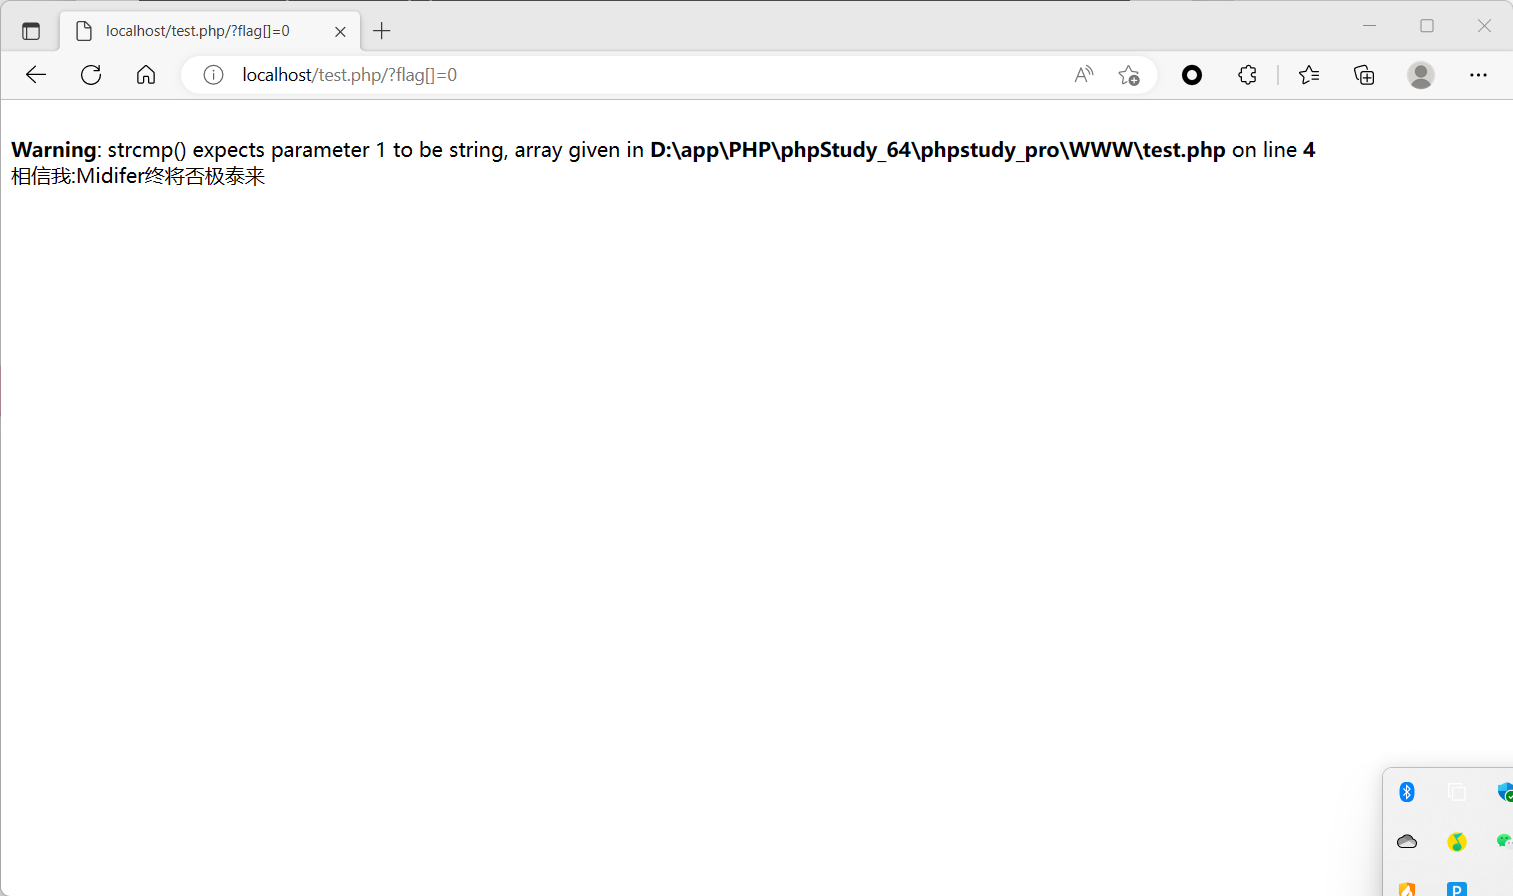 localhost/test.php/?flag[]=0
localhost/test.php/?flag[]=0
Warning: strcmp() expects parameter 1 to be string, array given in D:\app\PHP\phpStudy_64\phpstudy_pro\WWW\test.php on line 4
相信我:Midifer终将否极泰来